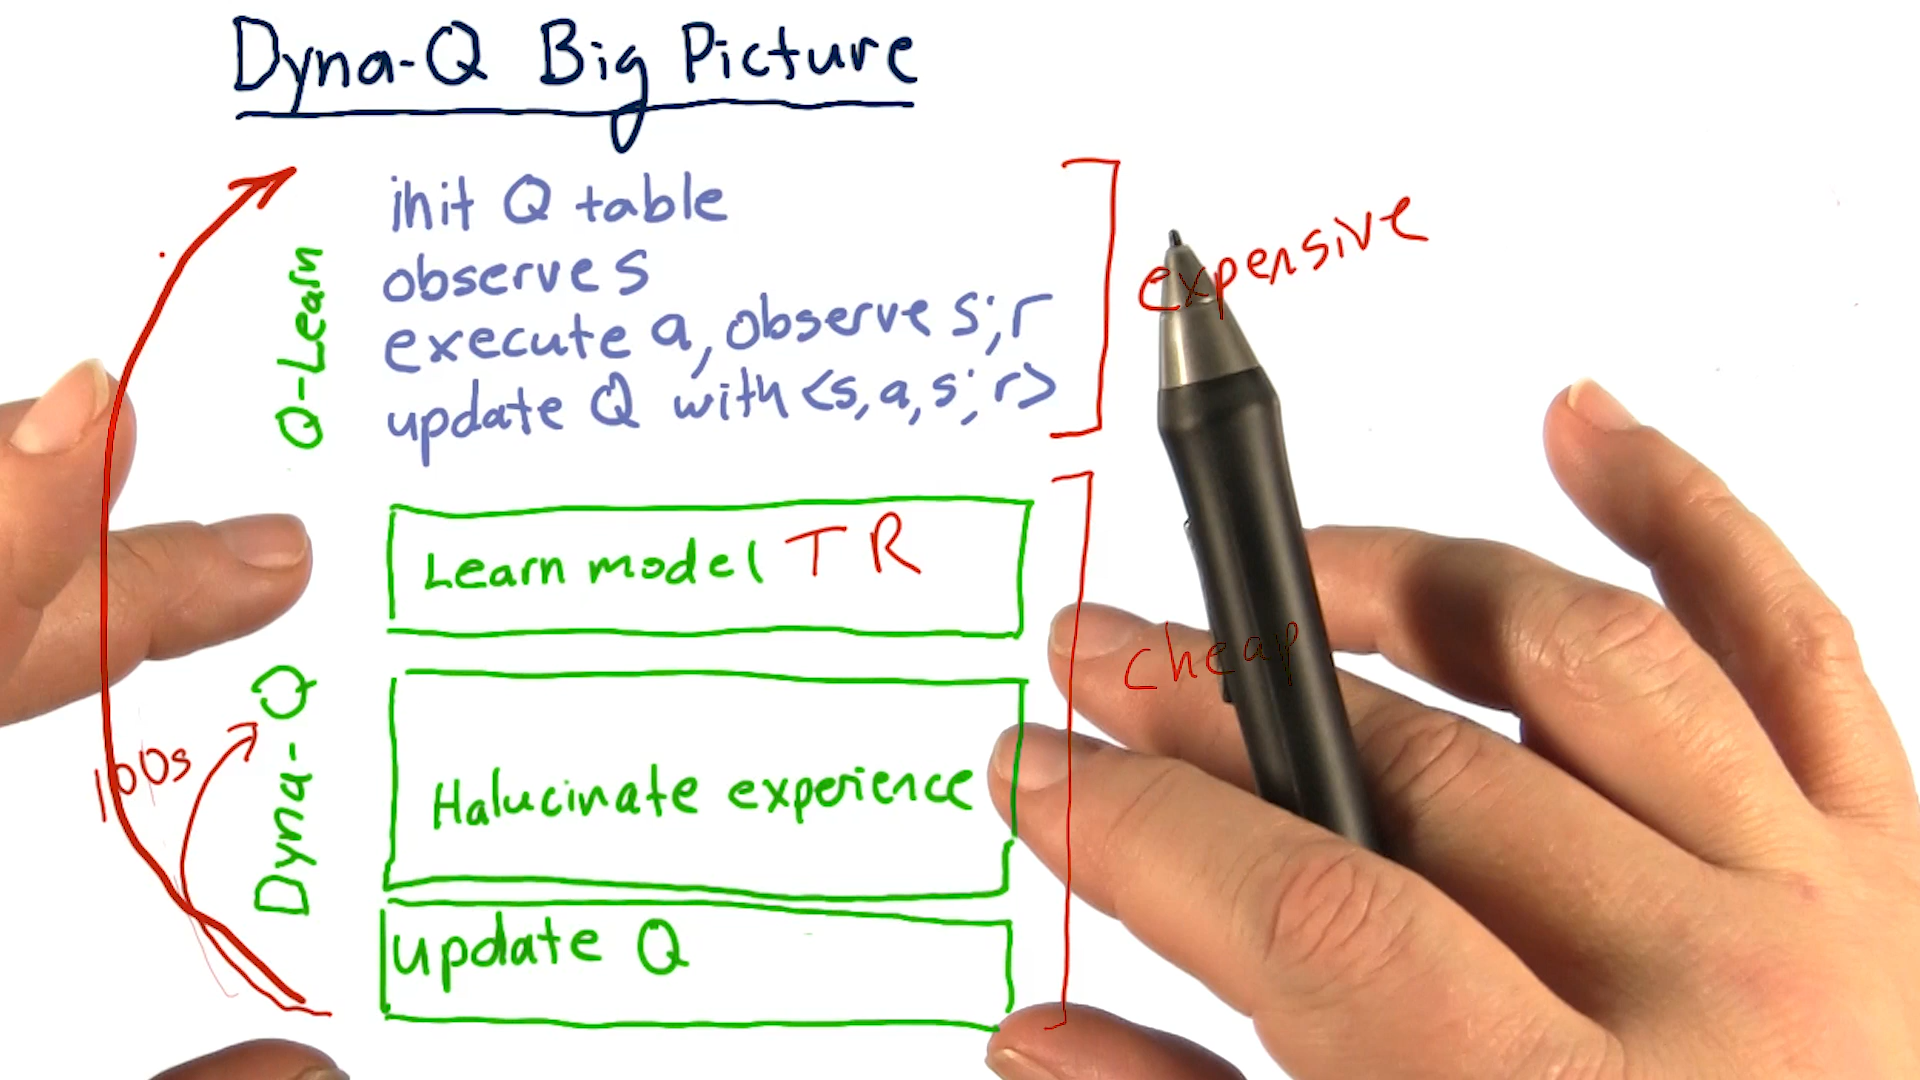 Dyna-Q Big Picture
init Q table
observe s
execute a, observe s', r
update Q with <s, a, s', r>
Q-Learn
expensive
Learn model T R
Halucinate experience
update Q
Dyna-Q
100s
cheap